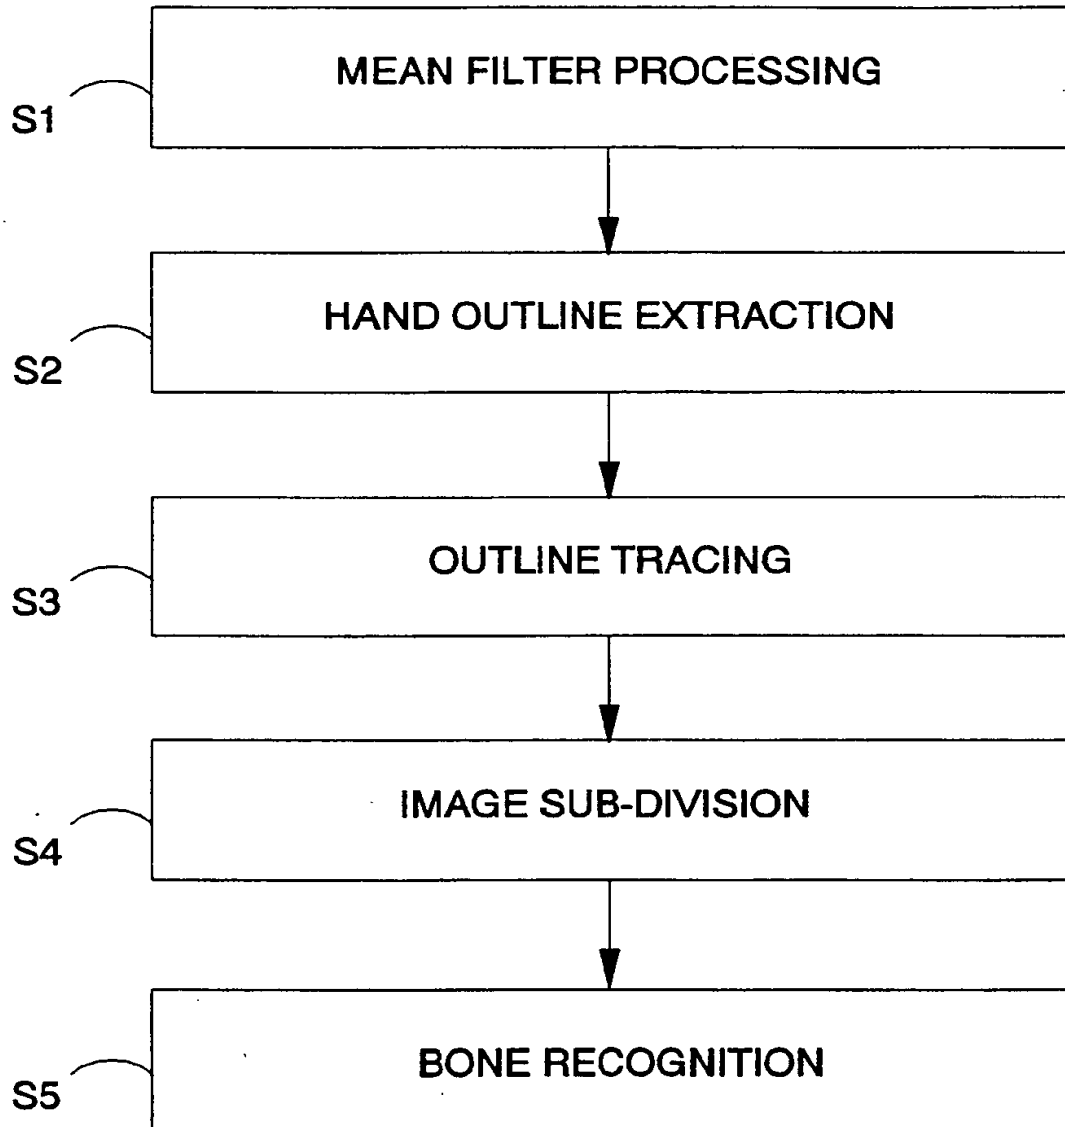 MEAN FILTER PROCESSING
S1
HAND OUTLINE EXTRACTION
S2
OUTLINE TRACING
S3
IMAGE SUB-DIVISION
S4
BONE RECOGNITION
S5